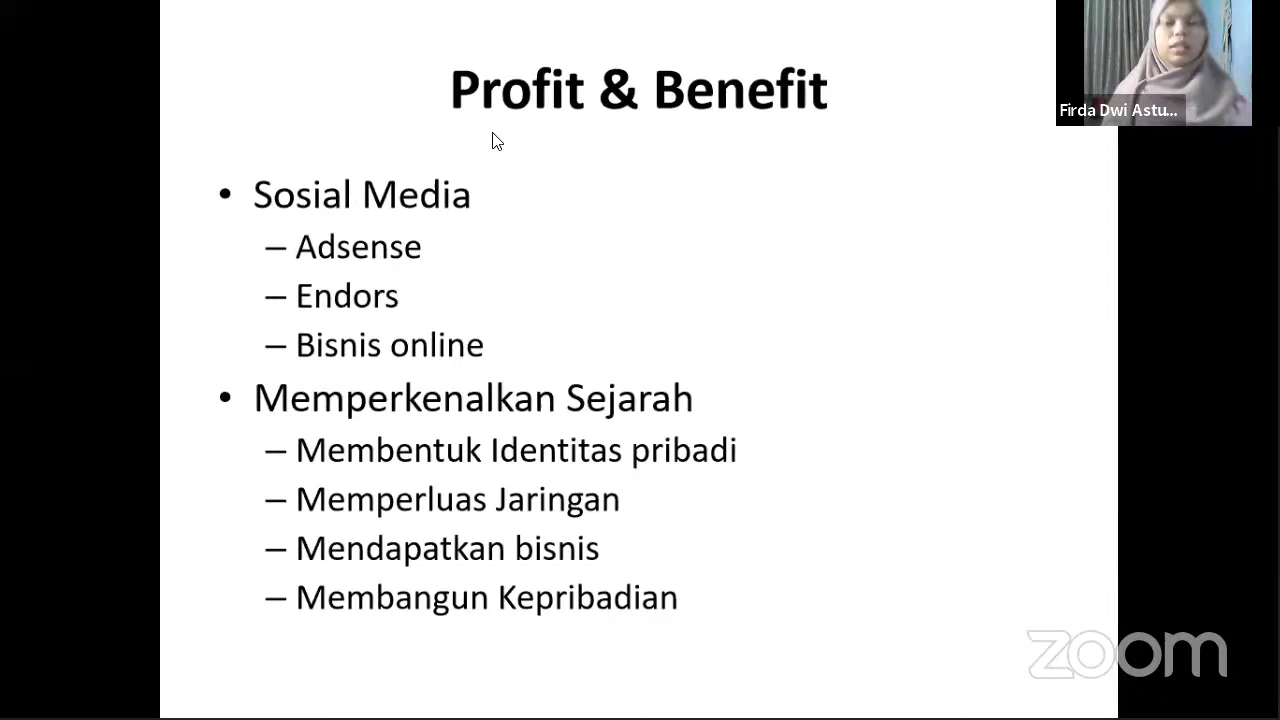 Profit & Benefit
Firda Dwi Astu...
• Sosial Media
– Adsense
– Endors
– Bisnis online
• Memperkenalkan Sejarah
– Membentuk Identitas pribadi
– Memperluas Jaringan
– Mendapatkan bisnis
– Membangun Kepribadian
zoom